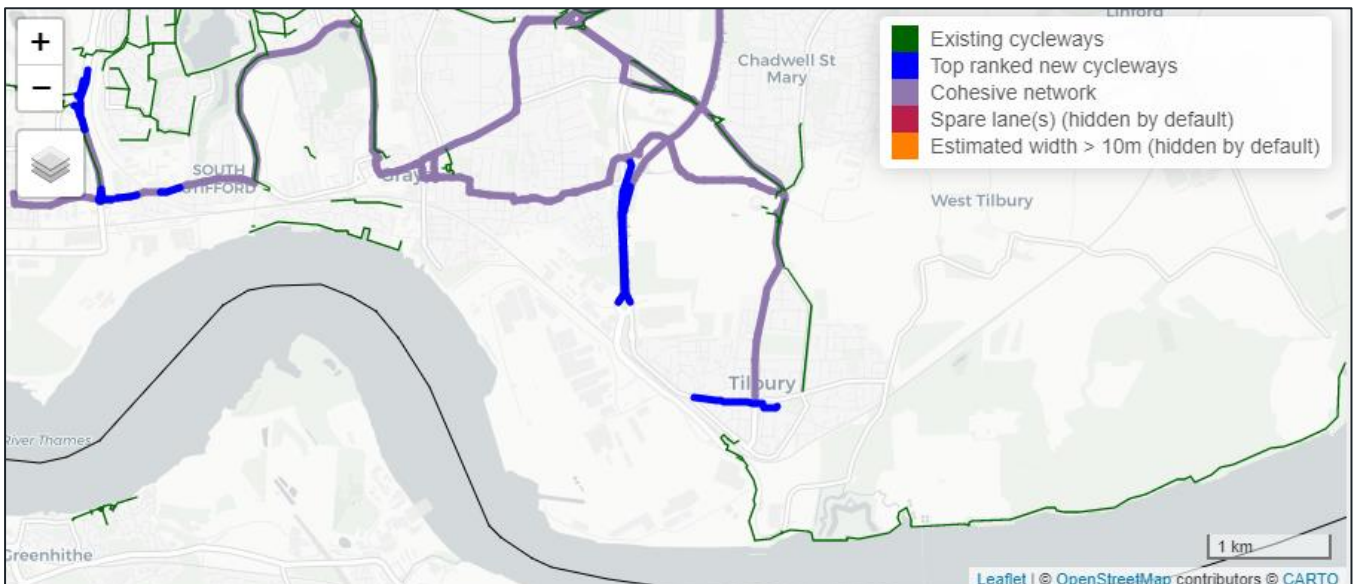 +
−
Existing cycleways
Top ranked new cycleways
Cohesive network
Spare lane(s) (hidden by default)
Estimated width > 10m (hidden by default)
Linford
Chadwell St
Mary
SOUTH
STIFFORD
Grays
West Tilbury
Tilbury
River Thames
Greenhithe
1 km
Leaflet | © OpenStreetMap contributors © CARTO